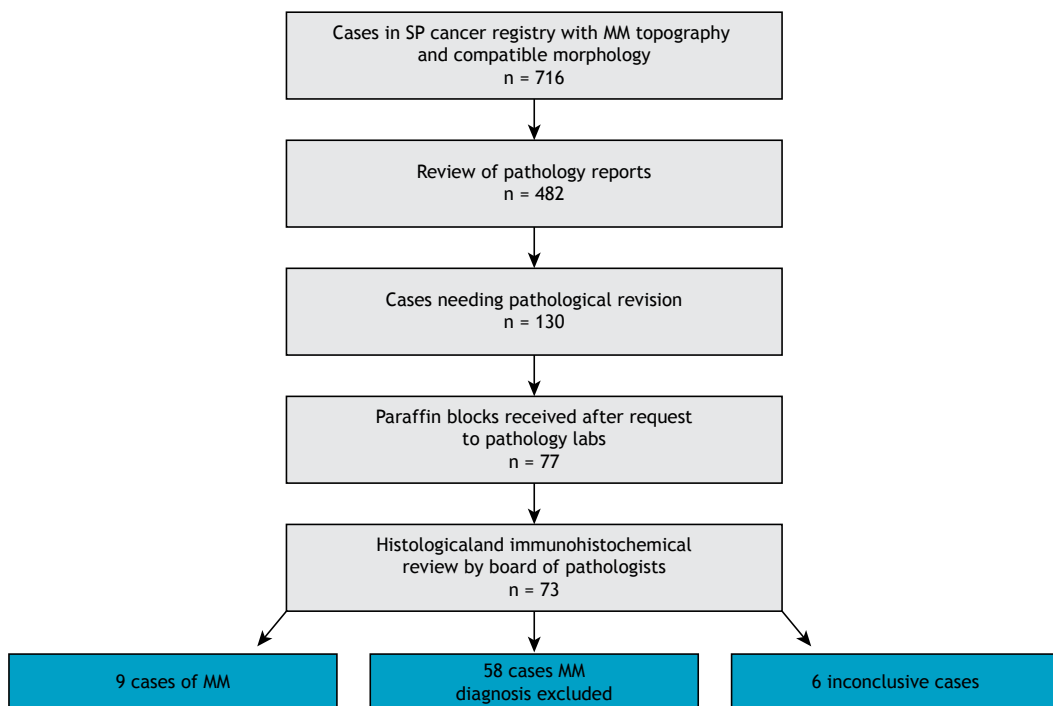 Cases in SP cancer registry with MM topography
and compatible morphology
n = 716
Review of pathology reports
n = 482
Cases needing pathological revision
n = 130
Paraffin blocks received after request
to pathology labs
n = 77
Histologicaland immunohistochemical
review by board of pathologists
n = 73
9 cases of MM
58 cases MM
diagnosis excluded
6 inconclusive cases